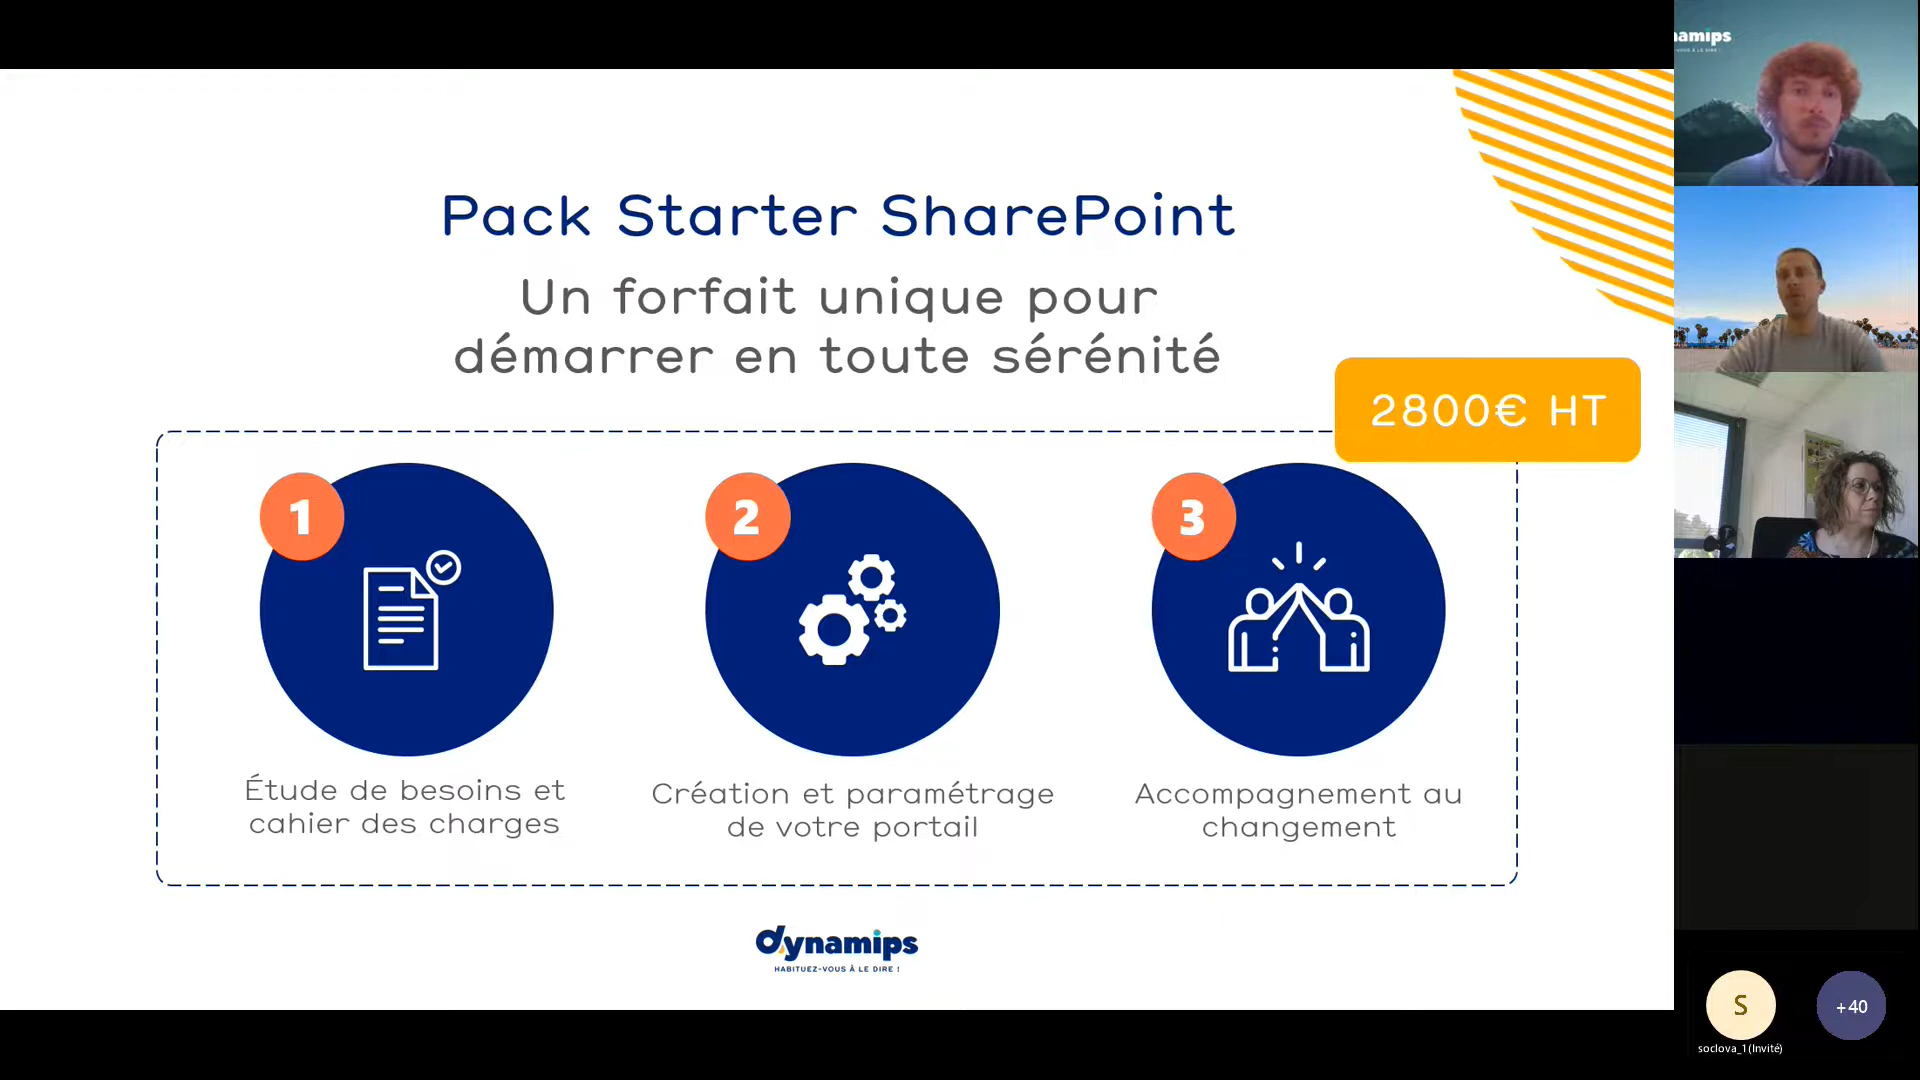 Pack Starter SharePoint
Un forfait unique pour
démarrer en toute sérénité
2800€ HT
1
2
3
Étude de besoins et
cahier des charges
Création et paramétrage
de votre portail
Accompagnement au
changement
dynamips
HABITUEZ-VOUS À LE DIRE !
namips
S
+40
soclova_1(Invité)